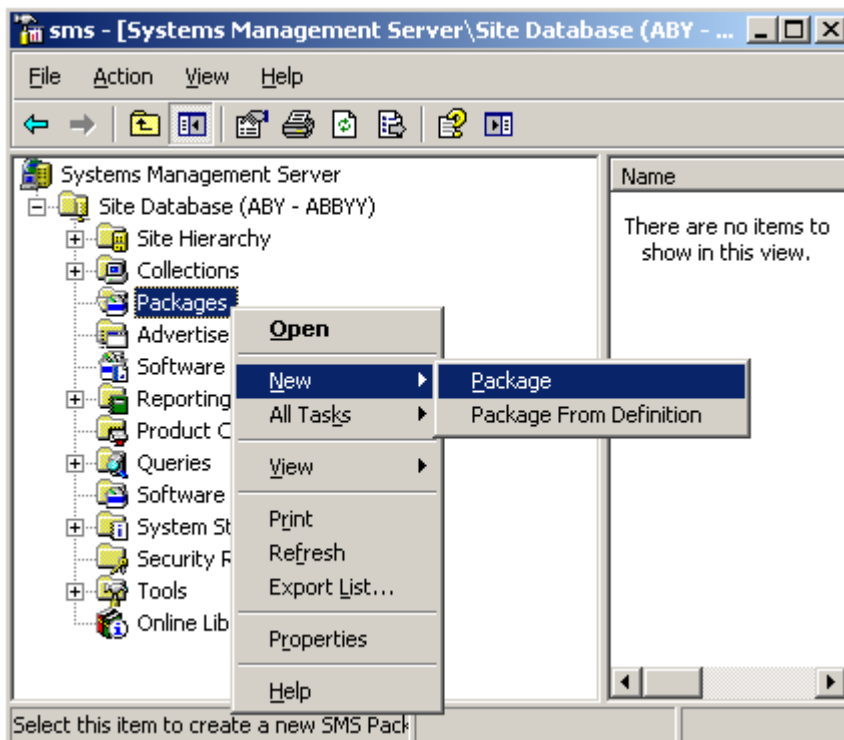 sms - [Systems Management Server\Site Database (ABY - ...
File Action View Help
Systems Management Server
Site Database (ABY - ABBYY)
Site Hierarchy
Collections
Packages
Advertise
Software
Reporting
Product C
Queries
Software
System St
Security R
Tools
Online Lib
Open
New
All Tasks
View
Print
Refresh
Export List...
Properties
Help
Package
Package From Definition
Name
There are no items to
show in this view.
Select this item to create a new SMS Pack